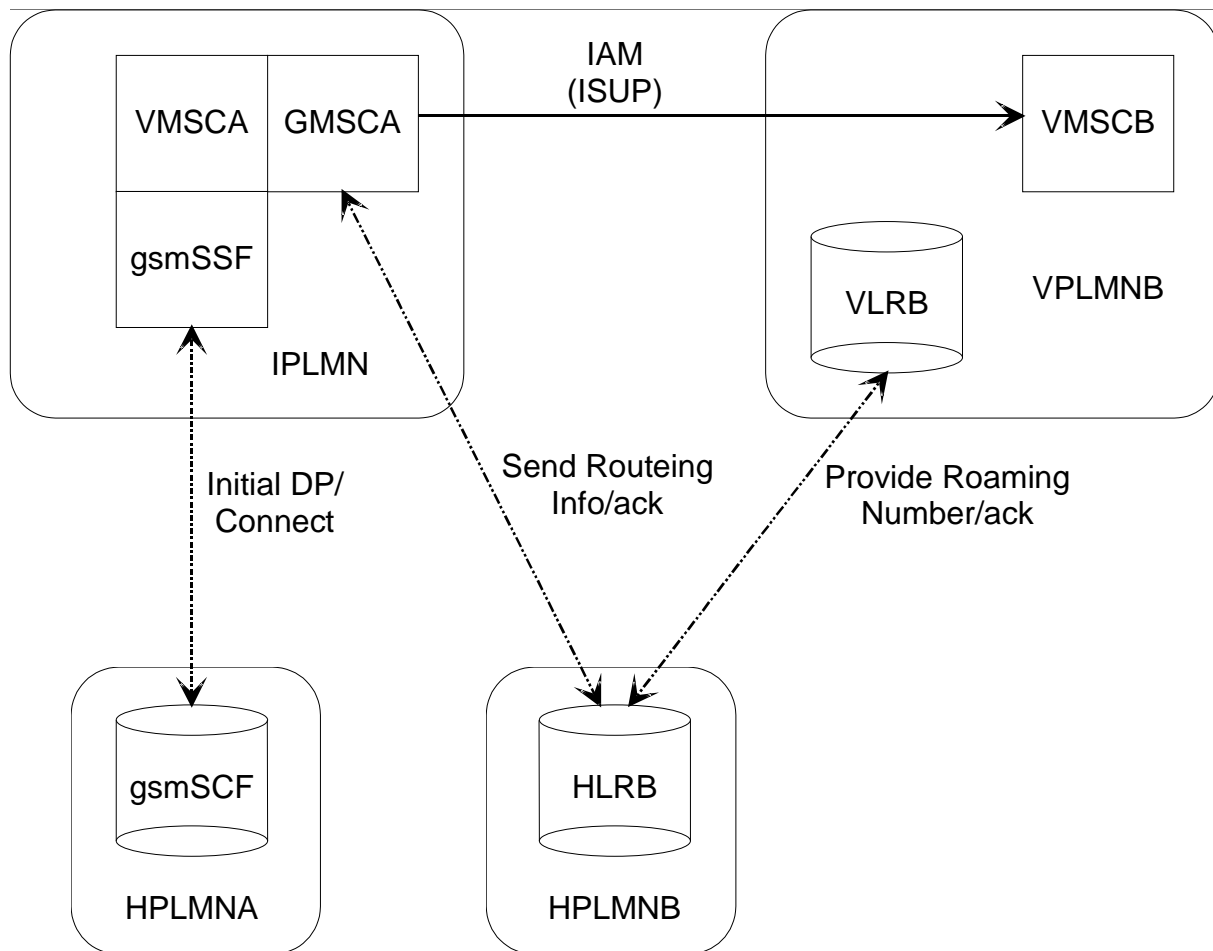 IAM
(ISUP)
VMSCA
GMSCA
VMSCB
gsmSSF
VLRB
VPLMNB
IPLMN
Initial DP/
Connect
Send Routeing
Info/ack
Provide Roaming
Number/ack
gsmSCF
HLRB
HPLMNA
HPLMNB